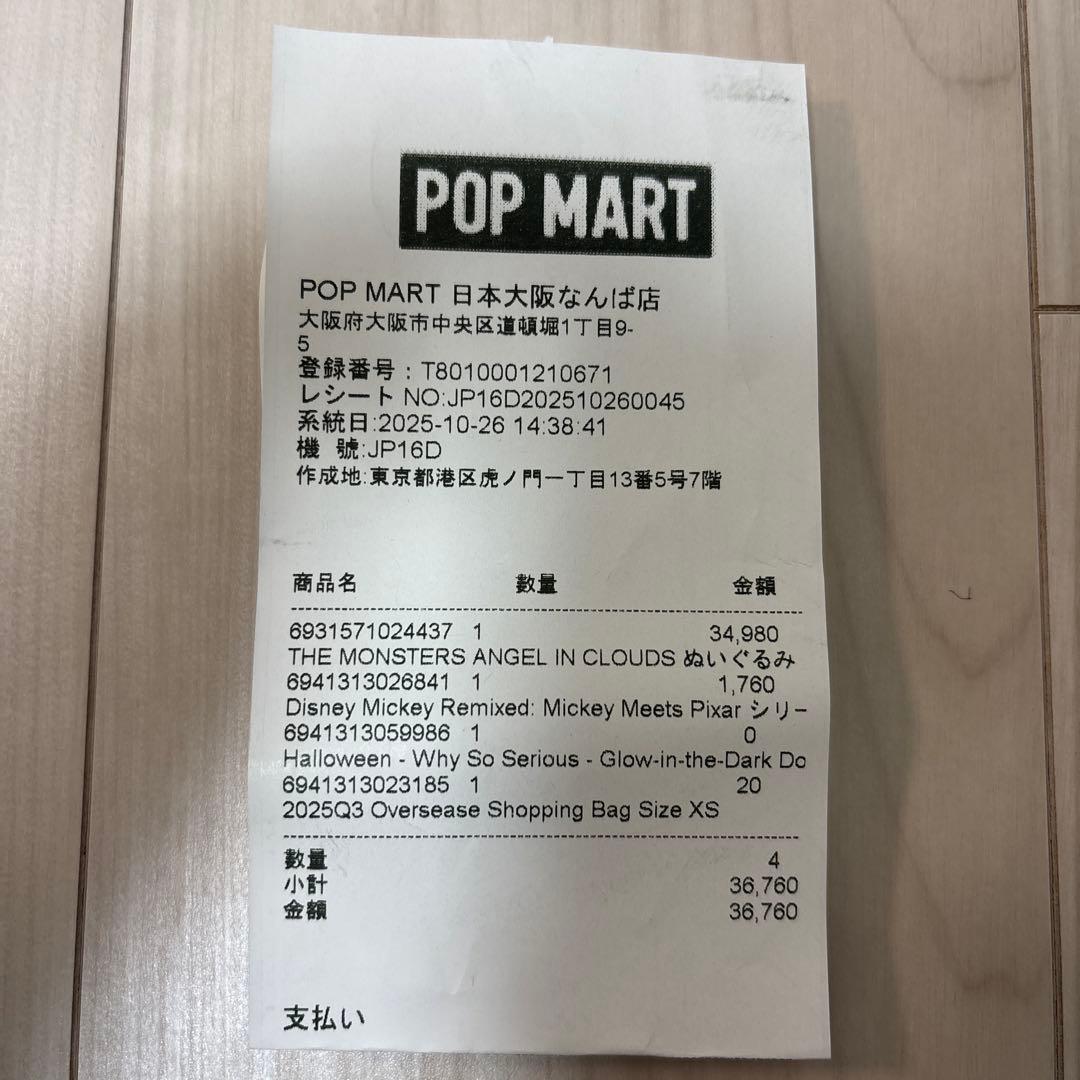 POP MART
POP MART 日本大阪なんば店
大阪府大阪市中央区道頓堀1丁目9-
5
登録番号：T8010001210671
レシート NO:JP16D202510260045
系統日:2025-10-26 14:38:41
機 號:JP16D
作成地:東京都港区虎ノ門一丁目13番5号7階
商品名 數量 金額
6931571024437 1 34,980
THE MONSTERS ANGEL IN CLOUDS ぬいぐるみ
6941313026841 1 1,760
Disney Mickey Remixed: Mickey Meets Pixar シリー
6941313059986 1 0
Halloween - Why So Serious - Glow-in-the-Dark Do
6941313023185 1 20
2025Q3 Oversease Shopping Bag Size XS
數量 4
小計 36,760
金額 36,760
支払い